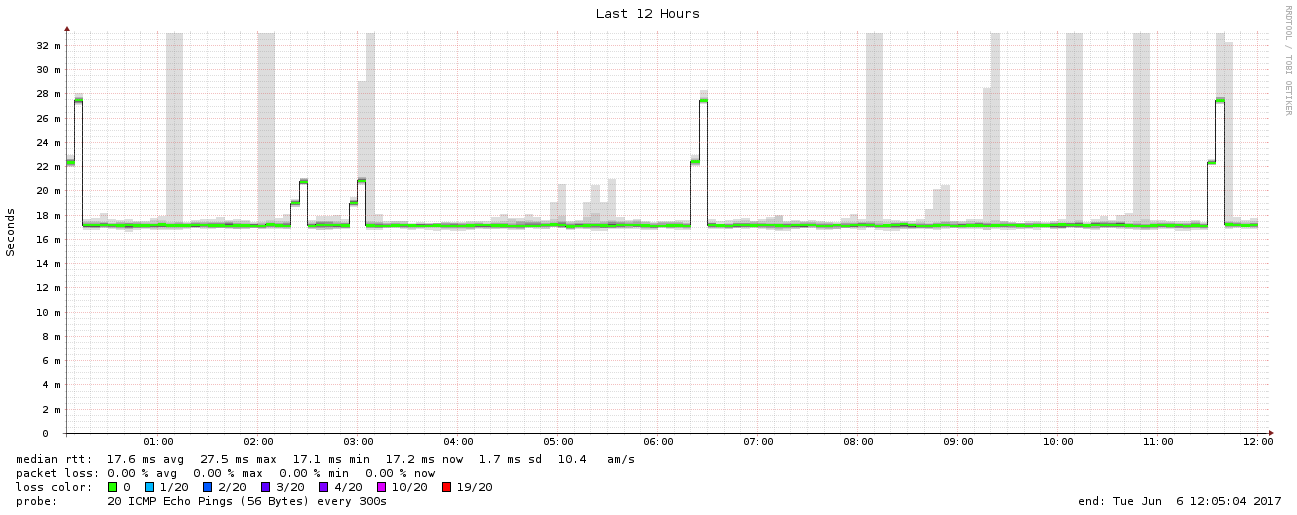 Last 12 Hours
RRDTOOL / TOBI OETIKER
Seconds
32 m
30 m
28 m
26 m
24 m
22 m
20 m
18 m
16 m
14 m
12 m
10 m
8 m
6 m
4 m
2 m
0
01:00 02:00 03:00 04:00 05:00 06:00 07:00 08:00 09:00 10:00 11:00 12:00
median rtt: 17.6 ms avg 27.5 ms max 17.1 ms min 17.2 ms now 1.7 ms sd 10.4 am/s
packet loss: 0.00 % avg 0.00 % max 0.00 % min 0.00 % now
loss color: 0 1/20 2/20 3/20 4/20 10/20 19/20
probe: 20 ICMP Echo Pings (56 Bytes) every 300s end: Tue Jun 6 12:05:04 2017